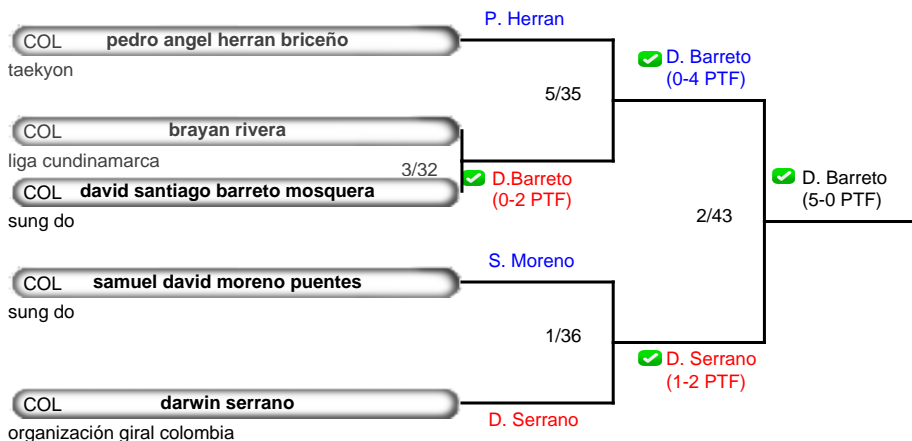 P. Herran
COL pedro angel herran briceño
taekyon
D. Barreto
(0-4 PTF)
5/35
COL brayan rivera
liga cundinamarca
3/32
COL david santiago barreto mosquera
sung do
D.Barreto
(0-2 PTF)
D. Barreto
(5-0 PTF)
2/43
S. Moreno
COL samuel david moreno puentes
sung do
1/36
D. Serrano
(1-2 PTF)
COL darwin serrano
organización giral colombia
D. Serrano